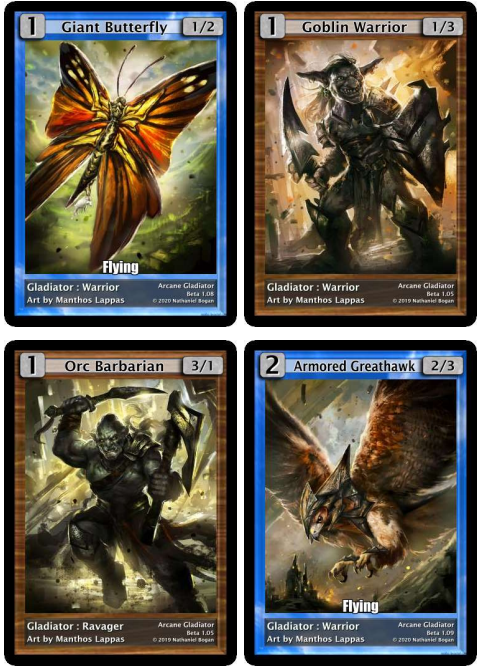 1 Giant Butterfly 1/2
Flying
Gladiator : Warrior Arcane Gladiator
Beta 1.08
Art by Manthos Lappas © 2020 Nathaniel Bogan
1 Goblin Warrior 1/3
Gladiator : Warrior Arcane Gladiator
Beta 1.05
Art by Manthos Lappas © 2019 Nathaniel Bogan
1 Orc Barbarian 3/1
Gladiator : Ravager Arcane Gladiator
Beta 1.05
Art by Manthos Lappas © 2019 Nathaniel Bogan
2 Armored Greathawk 2/3
Flying
Gladiator : Warrior Arcane Gladiator
Beta 1.09
Art by Manthos Lappas © 2020 Nathaniel Bogan